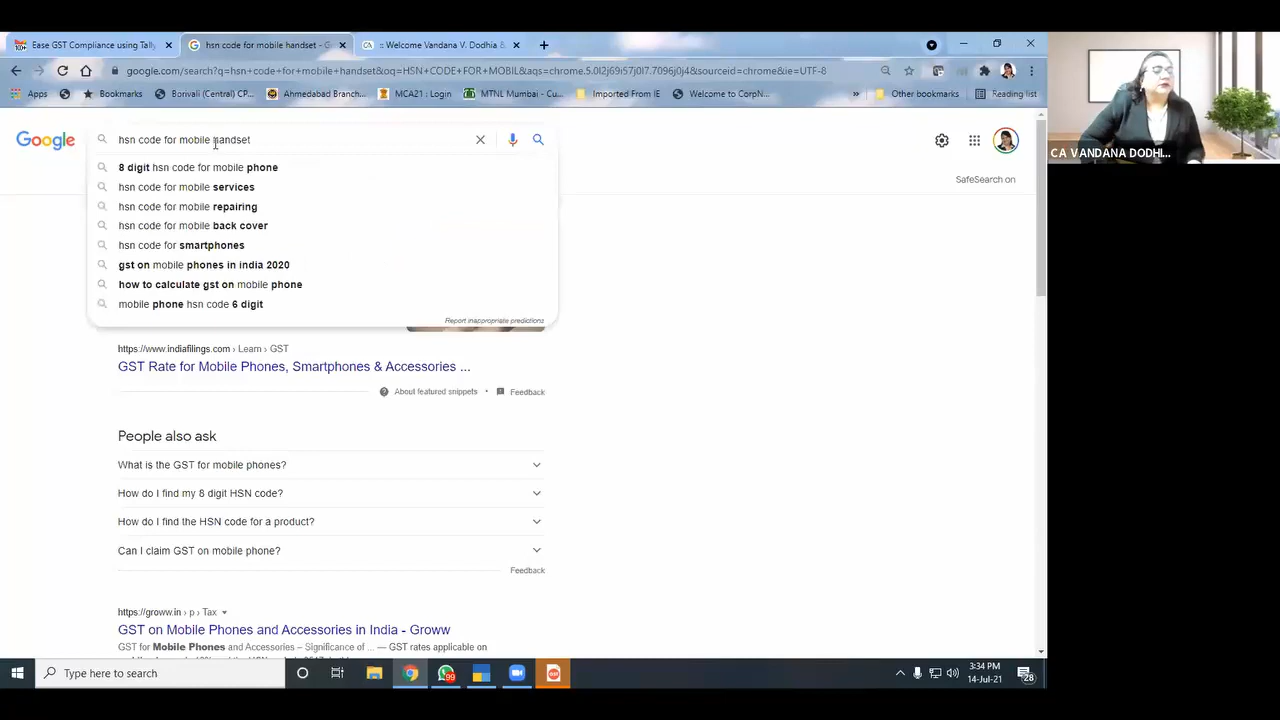 Ease GST Compliance using Tally
hsn code for mobile handset - G
:: Welcome Vandana V. Dodhia &
google.com/search?q=hsn+code+for+mobile+handset&oq=HSN+CODE+FOR+MOBIL&aqs=chrome.5.0l2j69i57j0l7.7096j0j4&sourceid=chrome&ie=UTF-8
Apps
Bookmarks
Borivali (Central) CP...
Ahmedabad Branch...
MCA21 : Login
MTNL Mumbai - Cu...
Imported From IE
Welcome to CorpN...
»
Other bookmarks
Reading list
Google
hsn code for mobile handset
8 digit hsn code for mobile phone
hsn code for mobile services
hsn code for mobile repairing
hsn code for mobile back cover
hsn code for smartphones
gst on mobile phones in india 2020
how to calculate gst on mobile phone
mobile phone hsn code 6 digit
Report inappropriate predictions
SafeSearch on
CA VANDANA DODHI...
https://www.indiafilings.com › Learn › GST
GST Rate for Mobile Phones, Smartphones & Accessories ...
About featured snippets • Feedback
People also ask
What is the GST for mobile phones?
How do I find my 8 digit HSN code?
How do I find the HSN code for a product?
Can I claim GST on mobile phone?
Feedback
https://groww.in › p › Tax
GST on Mobile Phones and Accessories in India - Groww
GST for Mobile Phones and Accessories – Significance of ... — GST rates applicable on
Type here to search
99
3:34 PM
14-Jul-21
28